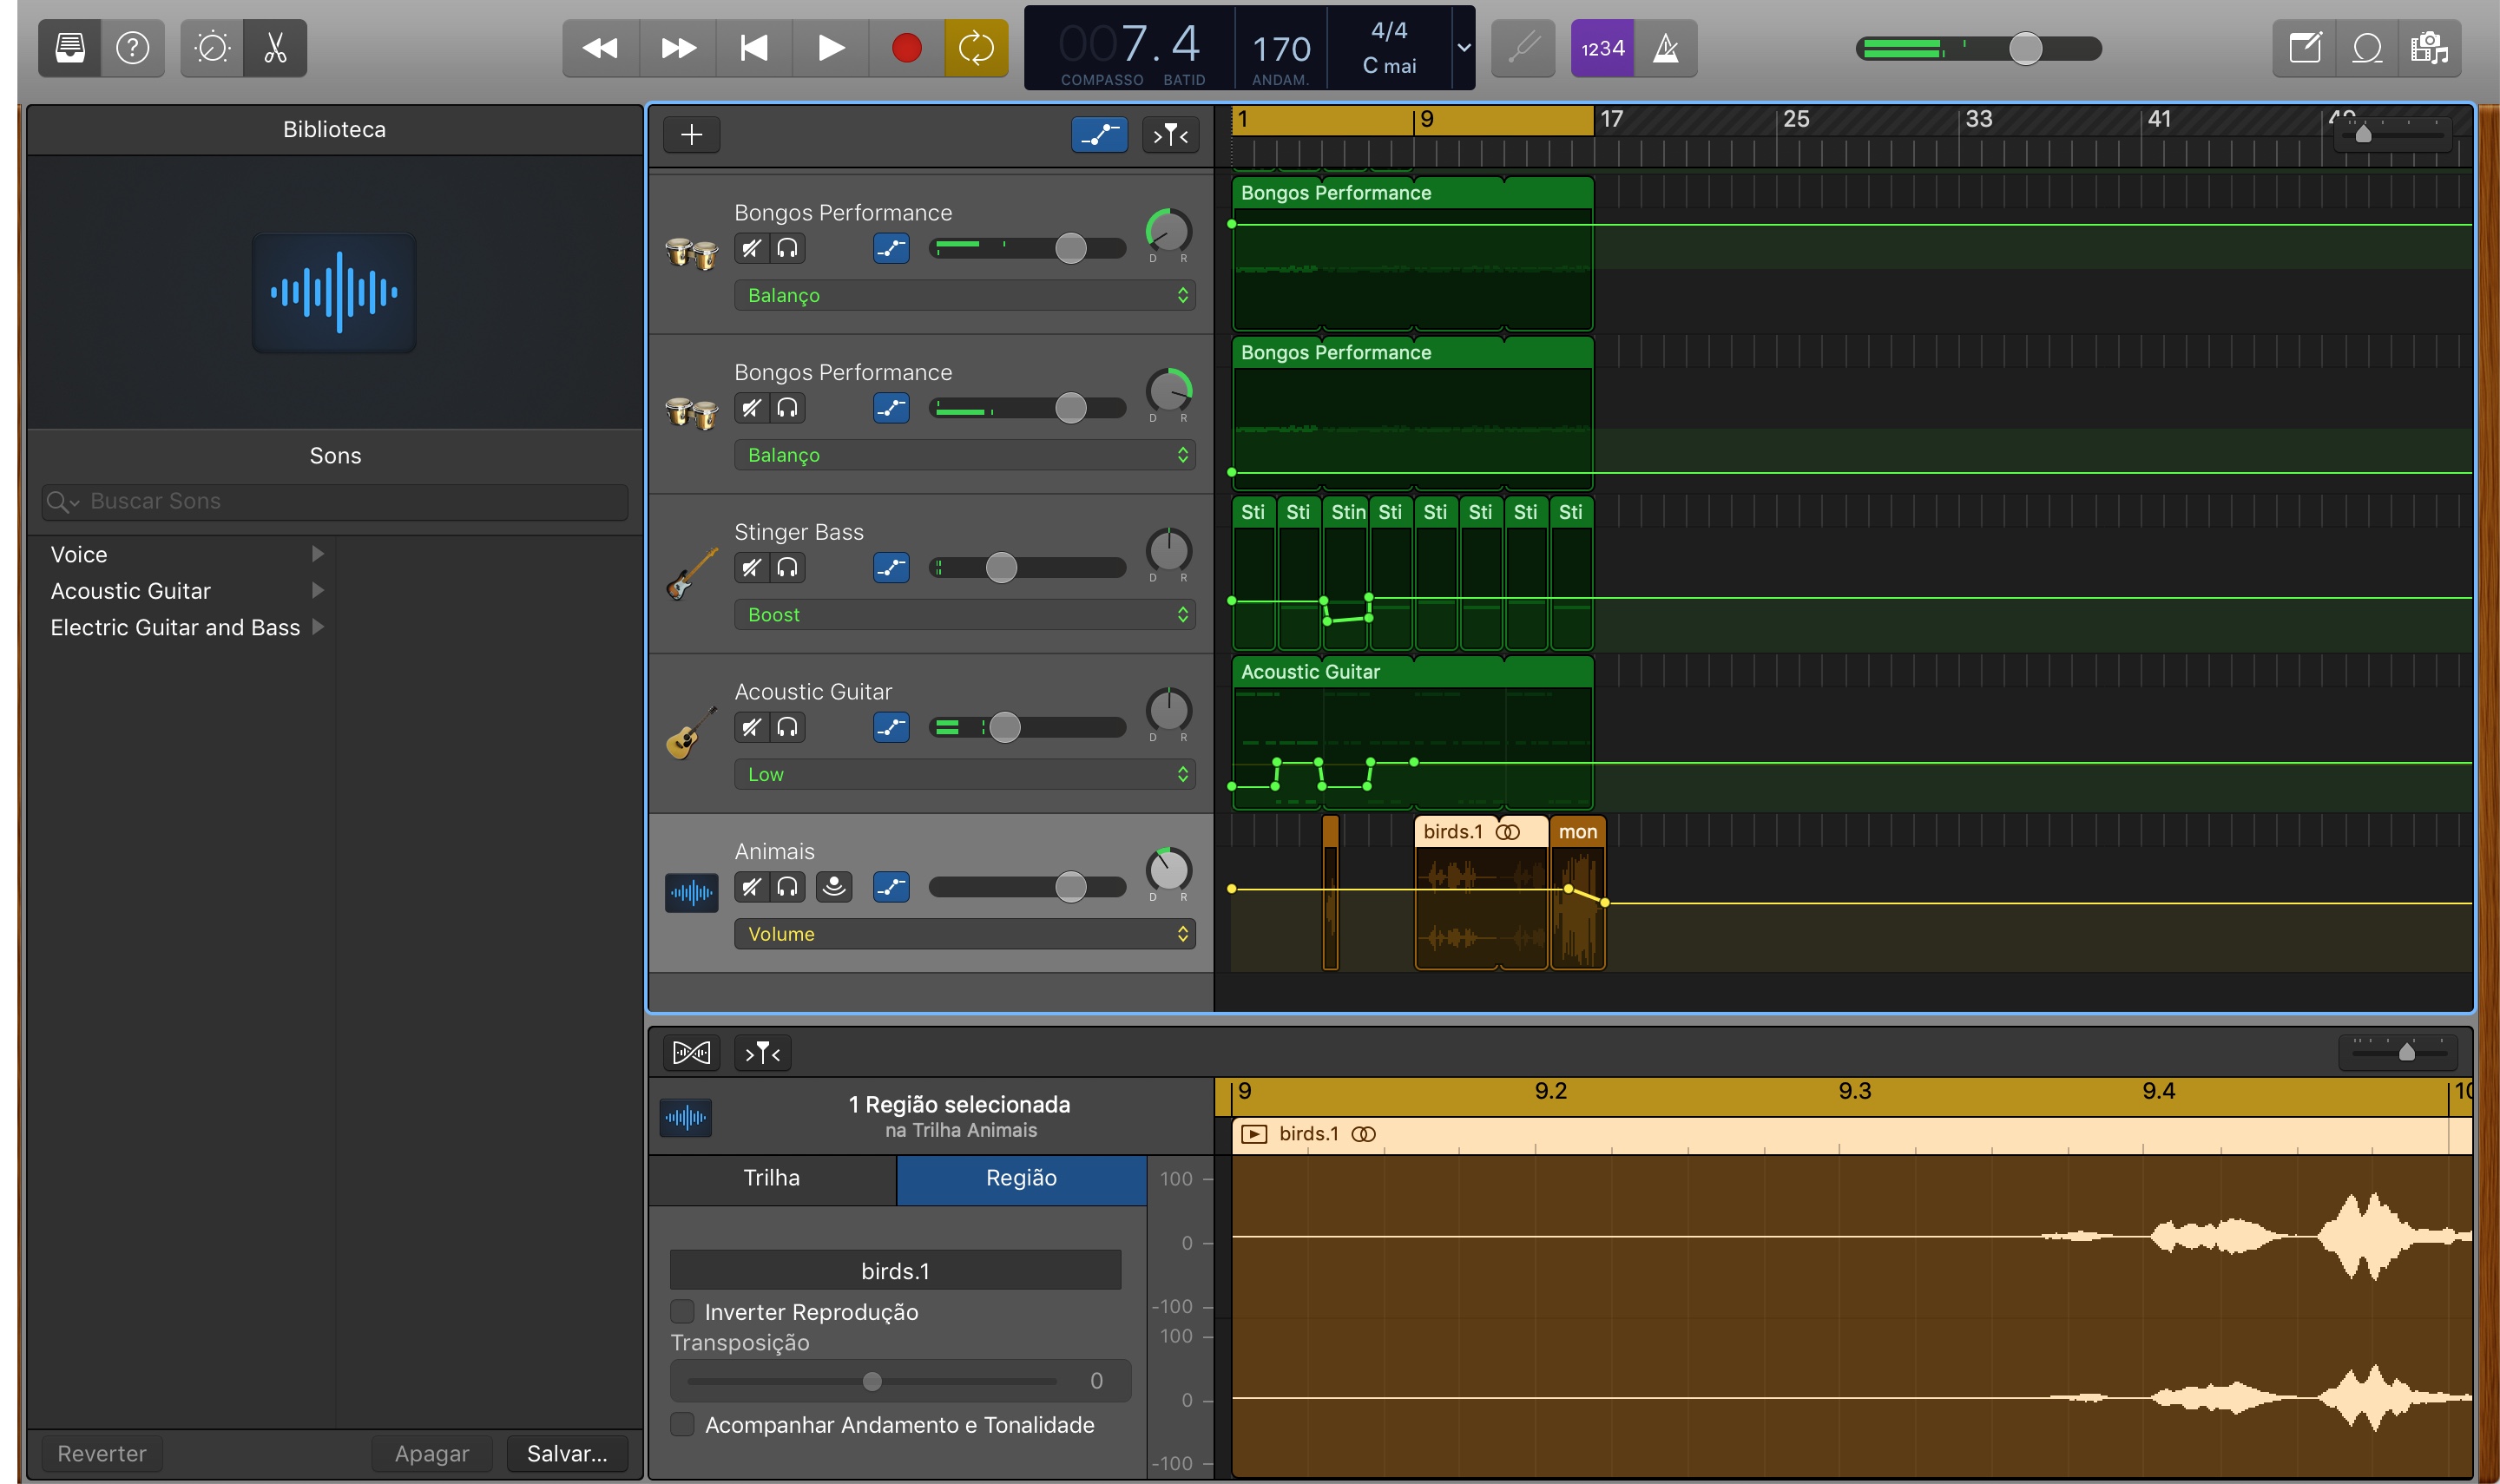 007.4
COMPASSO BATID
170
ANDAM.
4/4
C mai
1234
Biblioteca
Sons
Buscar Sons
Voice
Acoustic Guitar
Electric Guitar and Bass
Reverter
Apagar
Salvar...
1 9 17 25 33 41
Bongos Performance
D R
Balanço
Bongos Performance
Bongos Performance
D R
Balanço
Bongos Performance
Stinger Bass
D R
Boost
Sti Sti Stin Sti Sti Sti Sti Sti
Acoustic Guitar
D R
Low
Acoustic Guitar
Animais
D R
Volume
birds.1
mon
1 Região selecionada
na Trilha Animais
Trilha
Região
birds.1
Inverter Reprodução
Transposição
0
Acompanhar Andamento e Tonalidade
9 9.2 9.3 9.4 10
birds.1
100
0
-100
100
0
-100